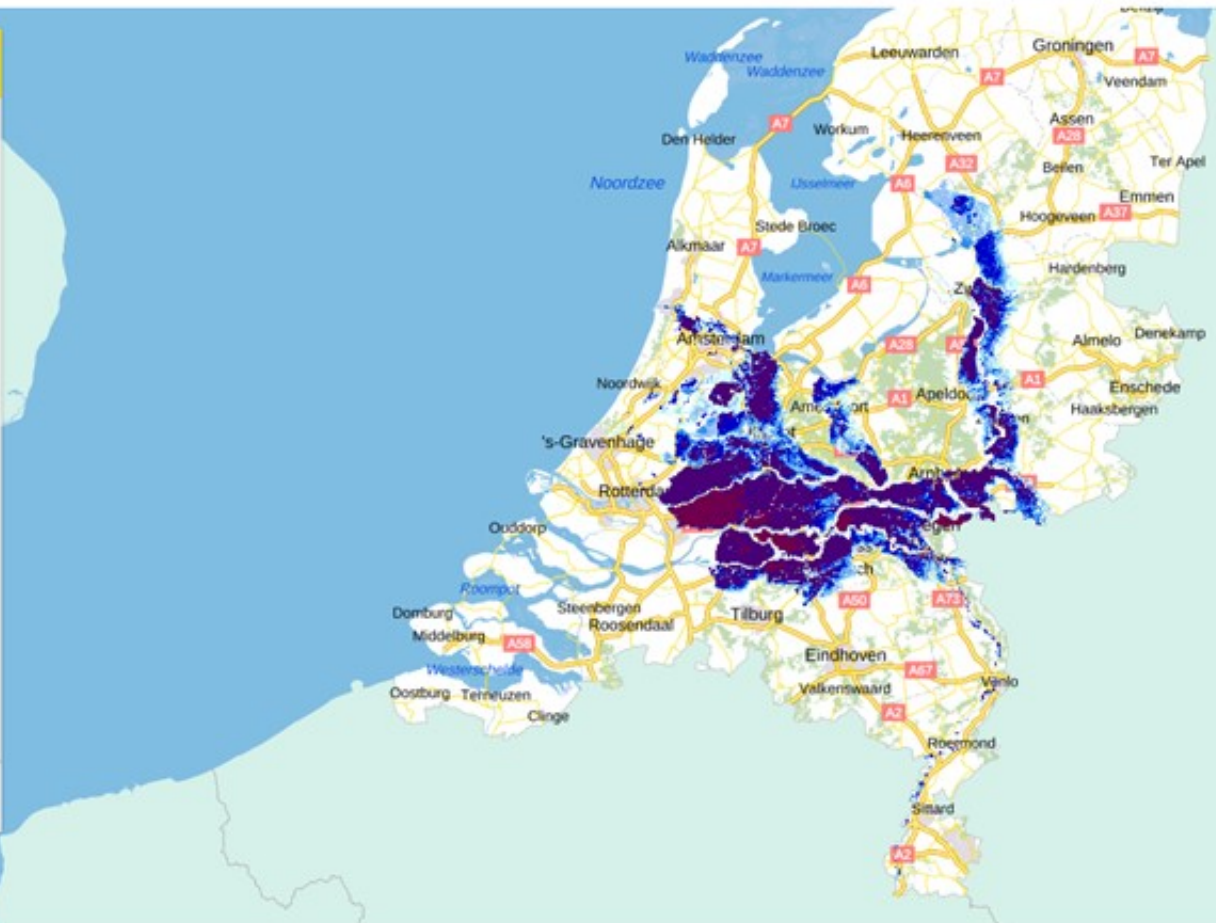 Leeuwarden
Groningen
A7
Waddenzee
Waddenzee
A7
Veendam
Den Helder
A7
Workum
Heerenveen
Assen
A28
Noordzee
IJsselmeer
A6
A32
Beilen
Ter Apel
Emmen
Stede Broec
Hoogeveen
A37
Alkmaar
A7
Markermeer
A6
Hardenberg
Amsterdam
A28
Almelo
Denekamp
Noordwijk
A1
A1
Enschede
Haaksbergen
's-Gravenhage
Ouddorp
Roompot
Domburg
Middelburg
A58
Steenbergen
Roosendaal
Tilburg
A50
A73
Westerschelde
Oostburg
Terneuzen
Clinge
Eindhoven
A67
Valkenswaard
Venlo
A2
Roermond
Sittard
A2